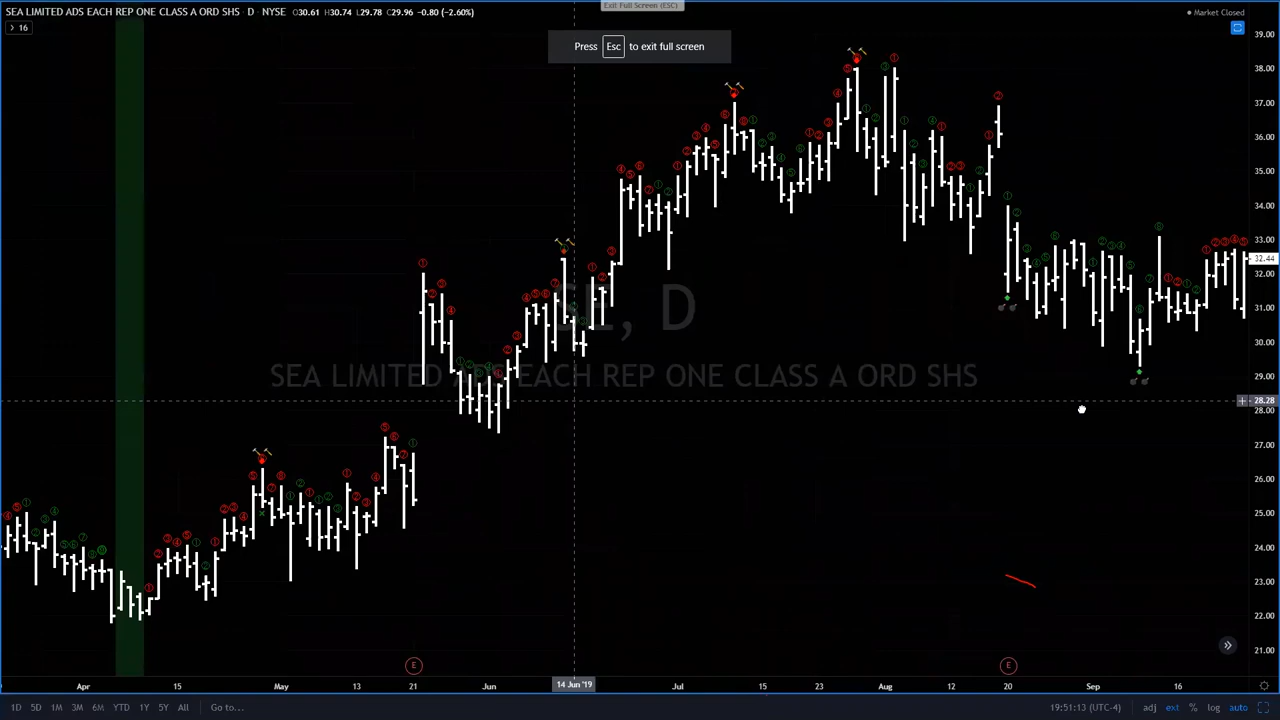 Exit Full Screen (ESC)
SEA LIMITED ADS EACH REP ONE CLASS A ORD SHS · D · NYSE O30.61 H30.74 L29.78 C29.96 -0.80 (-2.60%)
Market Closed
16
Press Esc to exit full screen
39.00
38.00
37.00
36.00
35.00
34.00
33.00
32.44
32.00
31.00
30.00
29.00
28.28
28.00
27.00
26.00
25.00
24.00
23.00
22.00
21.00
SE, D
SEA LIMITED ADS EACH REP ONE CLASS A ORD SHS
E E
Apr 15 May 13 21 Jun 14 Jun '19 Jul 15 23 Aug 12 20 Sep 16
1D 5D 1M 3M 6M YTD 1Y 5Y All Go to... 19:51:13 (UTC-4) adj ext % log auto